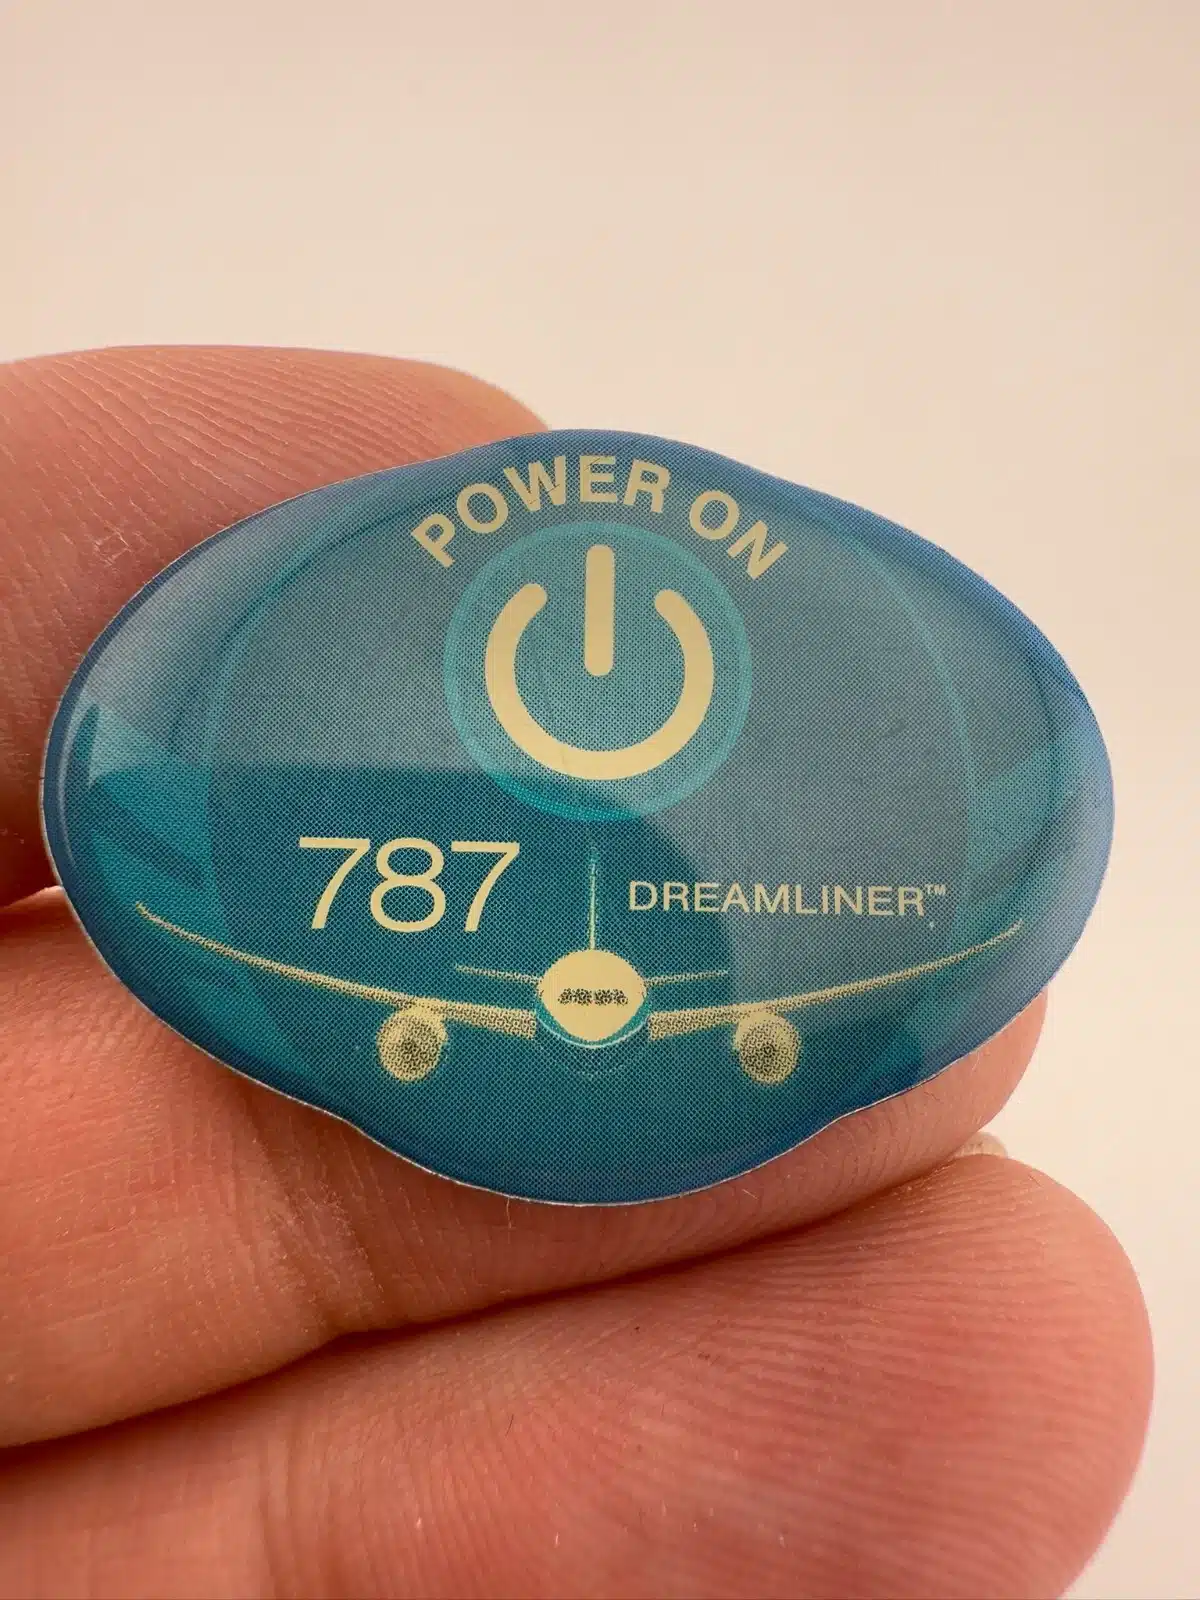 POWER ON
787
DREAMLINER™